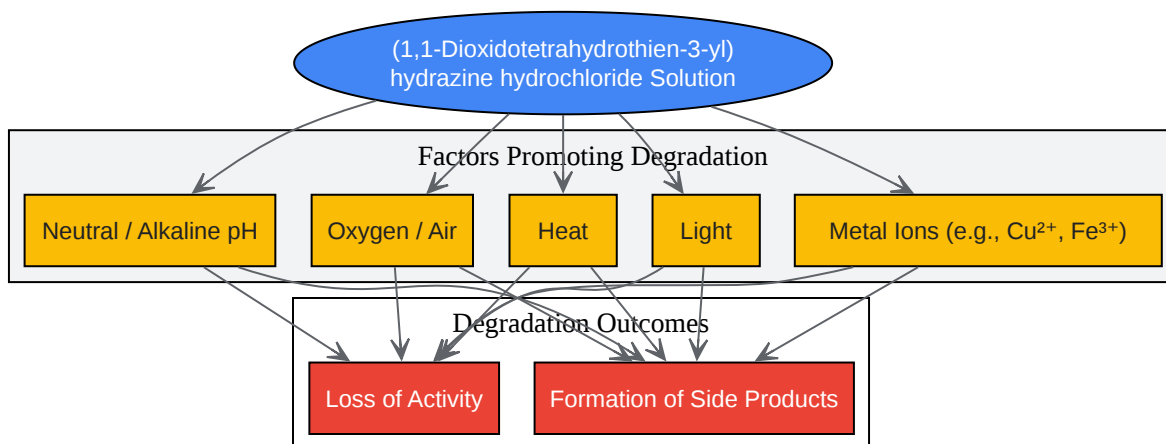 (1,1-Dioxidotetrahydrothien-3-yl)
hydrazine hydrochloride Solution
Factors Promoting Degradation
Neutral / Alkaline pH
Oxygen / Air
Heat
Light
Metal Ions (e.g., Cu²⁺, Fe³⁺)
Degradation Outcomes
Loss of Activity
Formation of Side Products